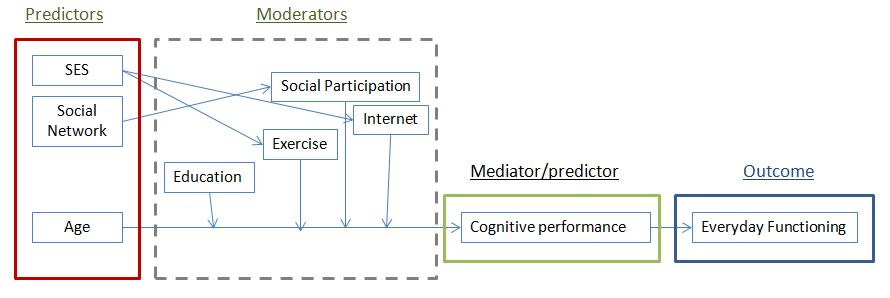 Predictors
Moderators
SES
Social Participation
Social
Network
Internet
Exercise
Education
Mediator/predictor
Outcome
Age
Cognitive performance
Everyday Functioning